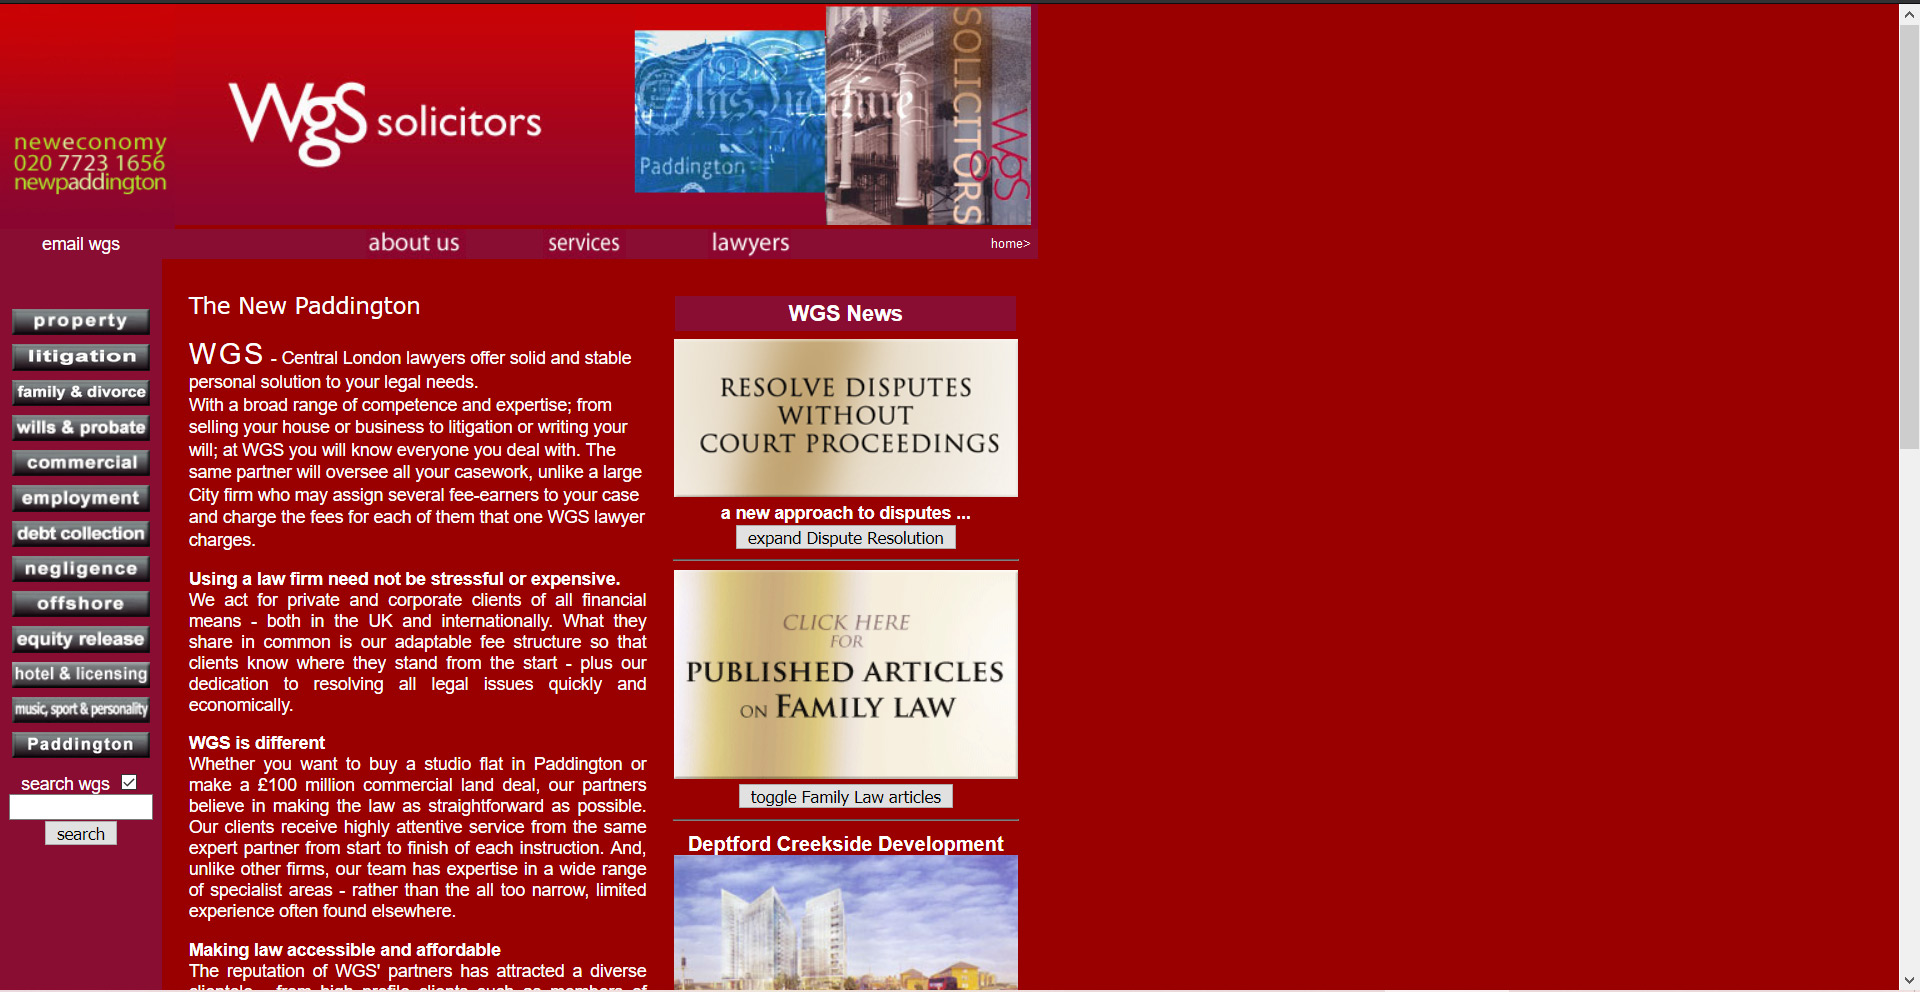 neweconomy
020 7723 1656
newpaddington
WgS solicitors
Paddington
SOLICITORS
WgS
email wgs
about us
services
lawyers
home>
property
litigation
family & divorce
wills & probate
commercial
employment
debt collection
negligence
offshore
equity release
hotel & licensing
music, sport & personality
Paddington
search wgs
search
The New Paddington
WGS - Central London lawyers offer solid and stable
personal solution to your legal needs.
With a broad range of competence and expertise; from
selling your house or business to litigation or writing your
will; at WGS you will know everyone you deal with. The
same partner will oversee all your casework, unlike a large
City firm who may assign several fee-earners to your case
and charge the fees for each of them that one WGS lawyer
charges.
Using a law firm need not be stressful or expensive.
We act for private and corporate clients of all financial
means - both in the UK and internationally. What they
share in common is our adaptable fee structure so that
clients know where they stand from the start - plus our
dedication to resolving all legal issues quickly and
economically.
WGS is different
Whether you want to buy a studio flat in Paddington or
make a £100 million commercial land deal, our partners
believe in making the law as straightforward as possible.
Our clients receive highly attentive service from the same
expert partner from start to finish of each instruction. And,
unlike other firms, our team has expertise in a wide range
of specialist areas - rather than the all too narrow, limited
experience often found elsewhere.
Making law accessible and affordable
The reputation of WGS' partners has attracted a diverse
clientele - from high profile clients such as members of
WGS News
RESOLVE DISPUTES
WITHOUT
COURT PROCEEDINGS
a new approach to disputes ...
expand Dispute Resolution
CLICK HERE
FOR
PUBLISHED ARTICLES
ON FAMILY LAW
toggle Family Law articles
Deptford Creekside Development